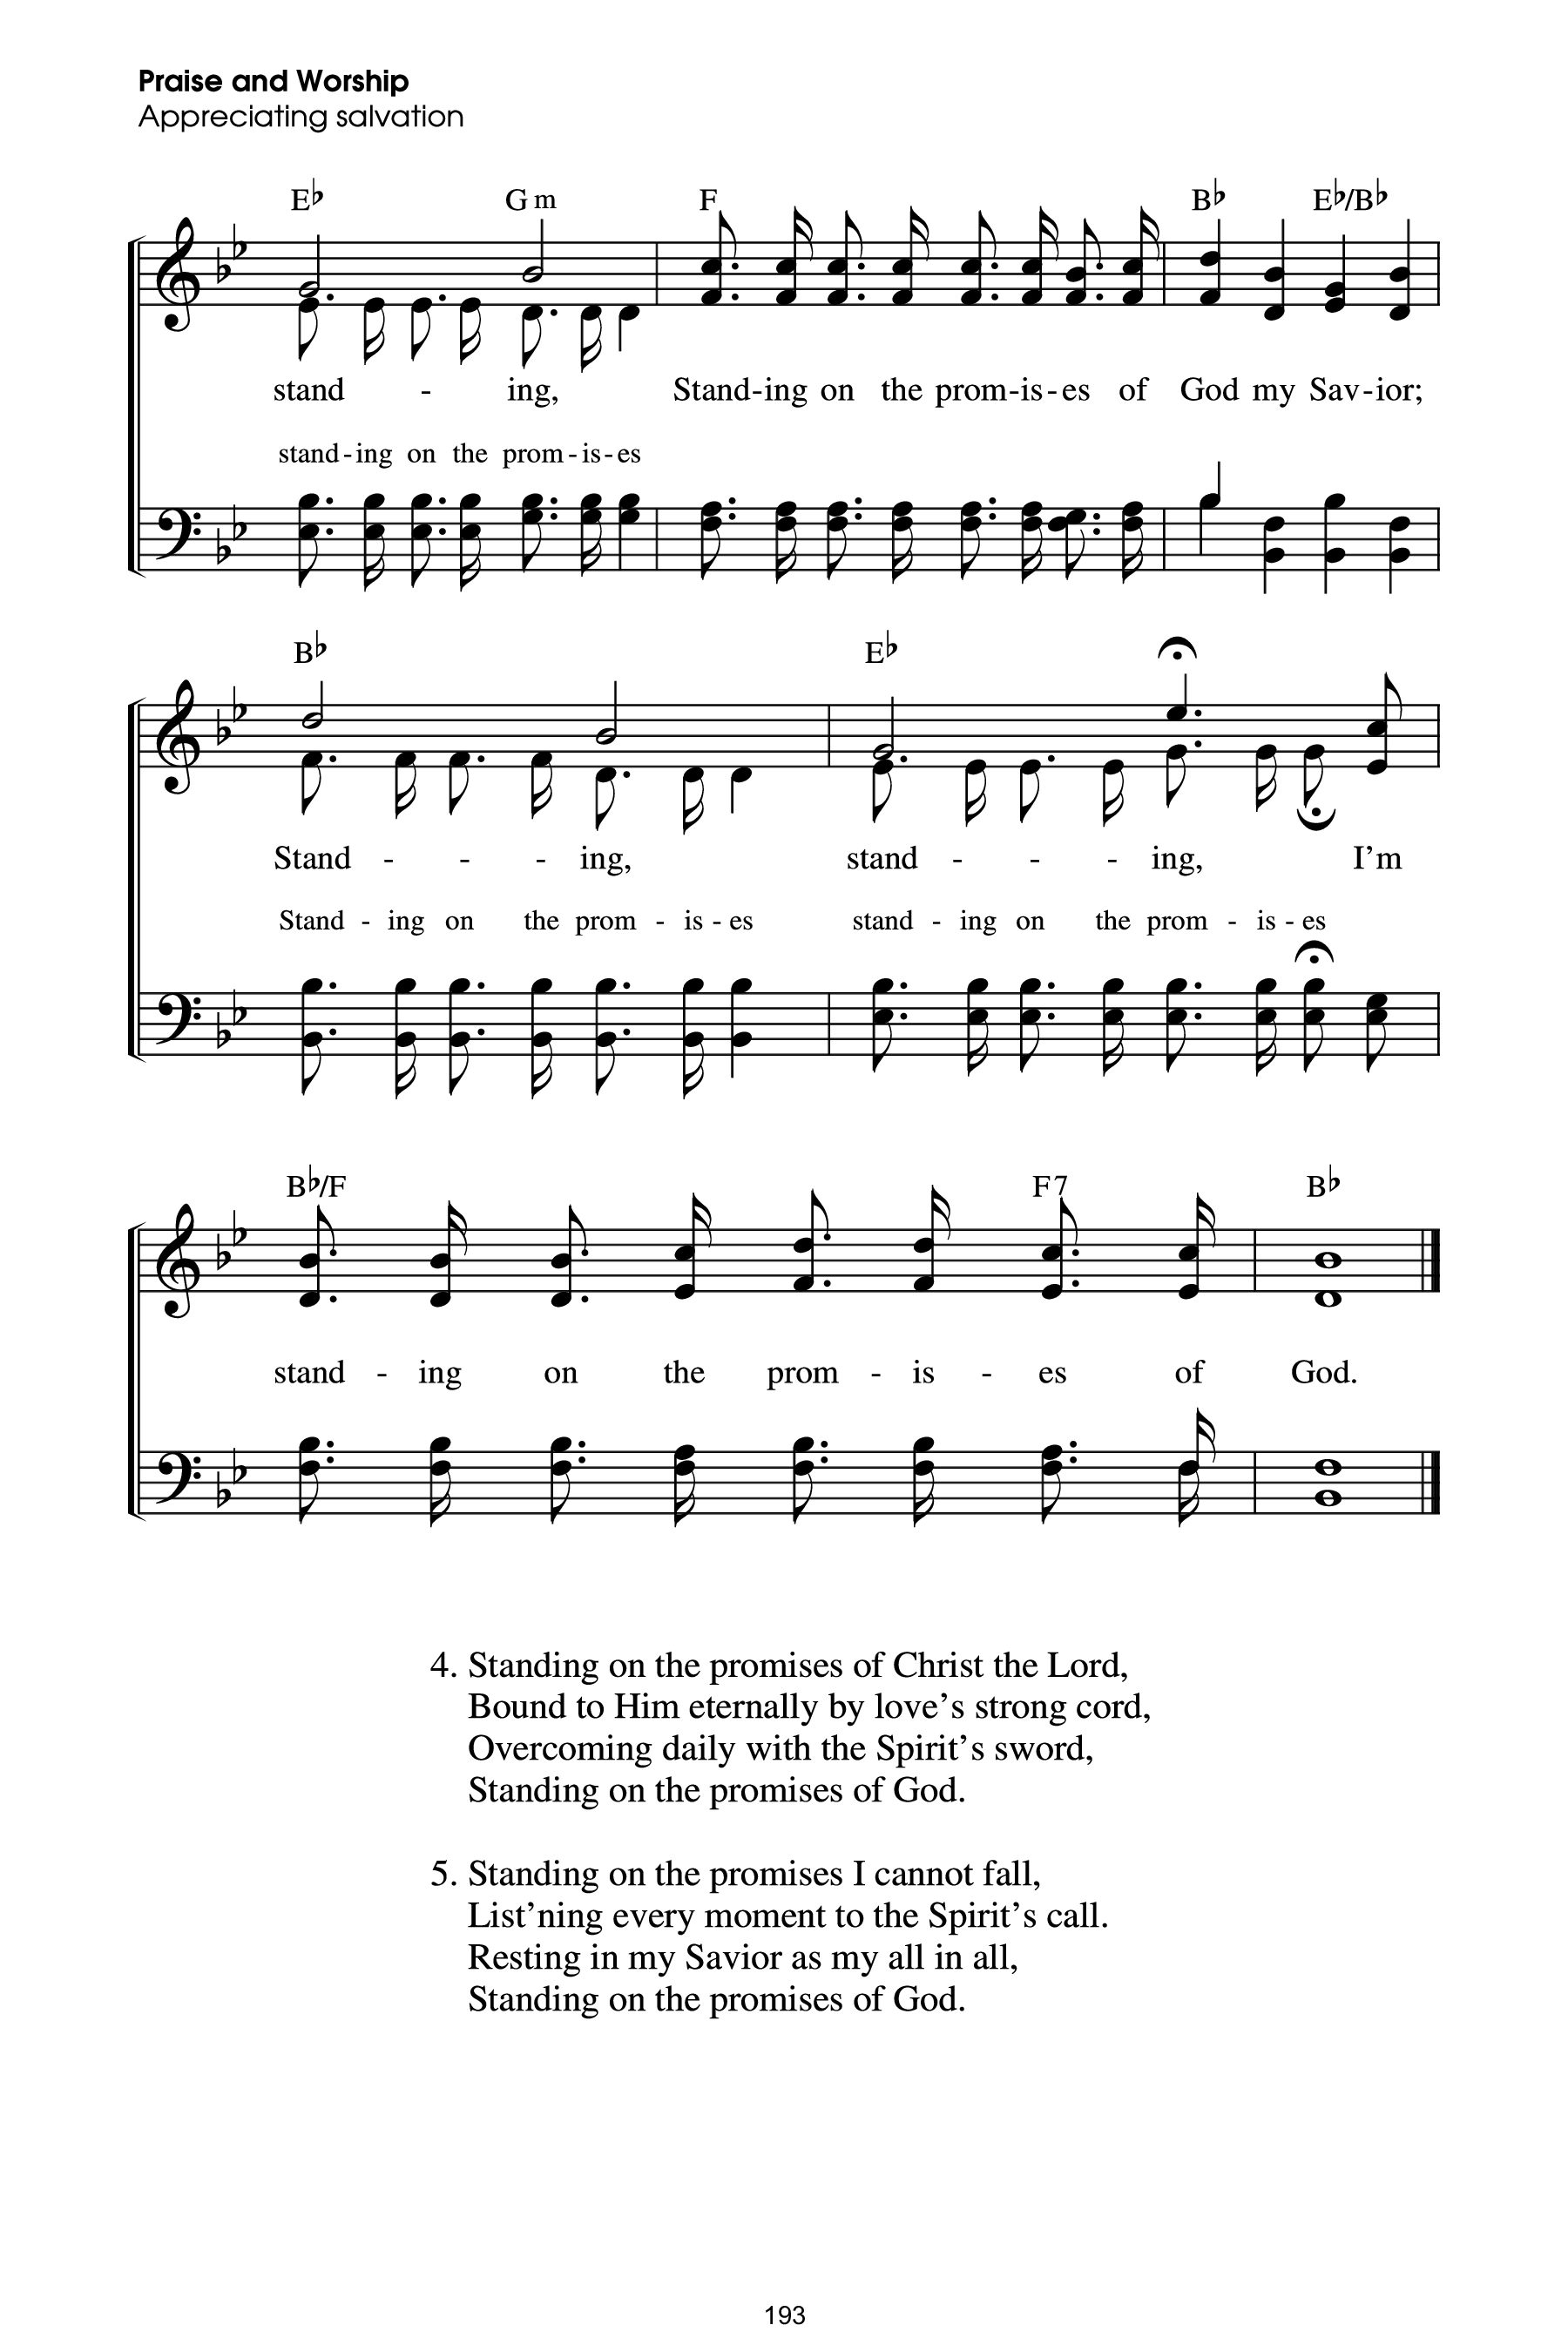 Praise and Worship
Appreciating salvation
E♭ Gm F B♭ E♭/B♭
stand - ing, Stand-ing on the prom-is-es of God my Sav-ior;
stand-ing on the prom-is-es
B♭ E♭
Stand - - - ing, stand - - - ing, I'm
Stand - ing on the prom - is - es stand - ing on the prom - is - es
B♭/F F7 B♭
stand - ing on the prom - is - es of God.
4. Standing on the promises of Christ the Lord,
Bound to Him eternally by love's strong cord,
Overcoming daily with the Spirit's sword,
Standing on the promises of God.
5. Standing on the promises I cannot fall,
List'ning every moment to the Spirit's call.
Resting in my Savior as my all in all,
Standing on the promises of God.
193